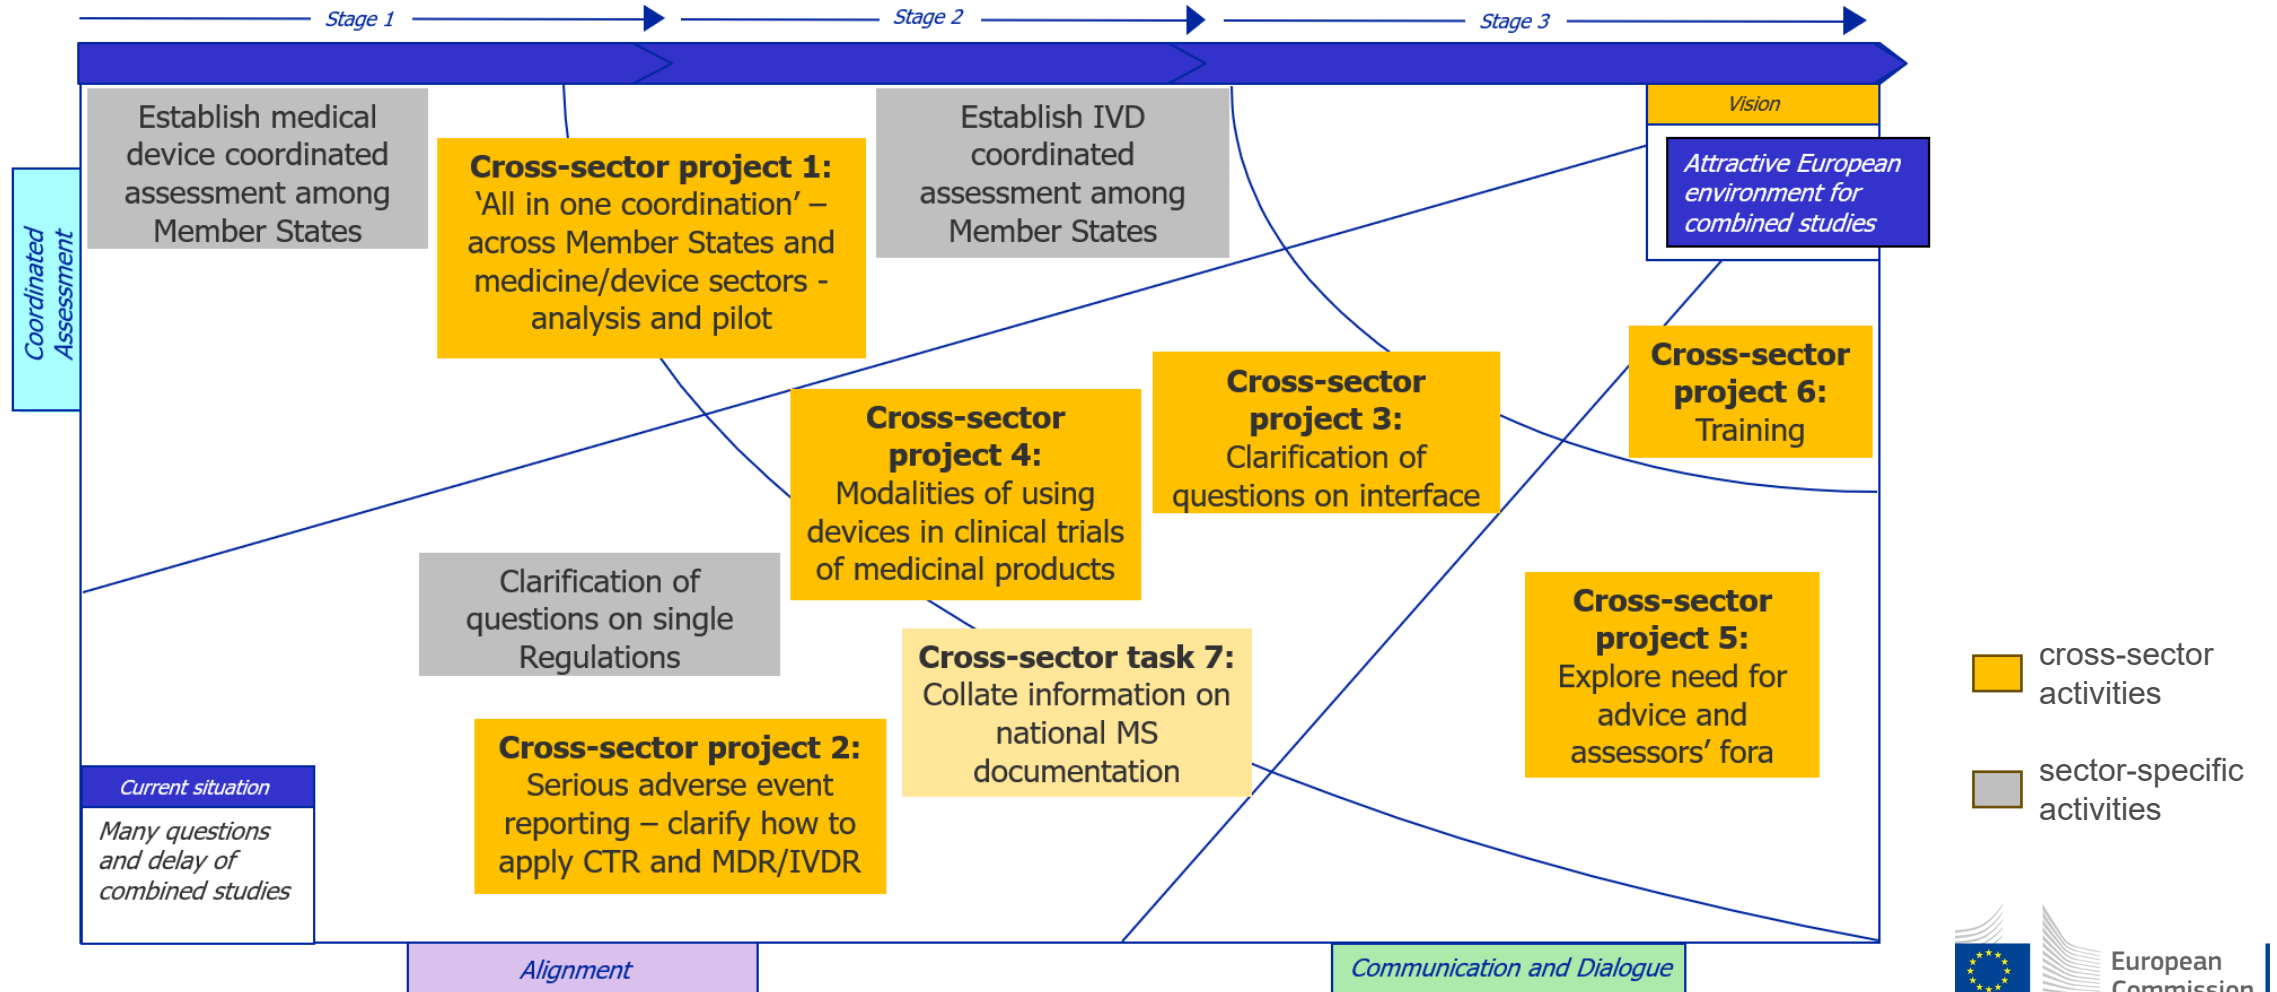 Stage 1
Stage 2
Stage 3
Establish medical
device coordinated
assessment among
Member States
Cross-sector project 1:
‘All in one coordination’ –
across Member States and
medicine/device sectors -
analysis and pilot
Establish IVD
coordinated
assessment among
Member States
Vision
Attractive European
environment for
combined studies
Coordinated
Assessment
Cross-sector
project 4:
Modalities of using
devices in clinical trials
of medicinal products
Cross-sector
project 3:
Clarification of
questions on interface
Cross-sector
project 6:
Training
Clarification of
questions on single
Regulations
Cross-sector task 7:
Collate information on
national MS
documentation
Cross-sector
project 5:
Explore need for
advice and
assessors’ fora
Cross-sector project 2:
Serious adverse event
reporting – clarify how to
apply CTR and MDR/IVDR
Current situation
Many questions
and delay of
combined studies
cross-sector
activities
sector-specific
activities
Alignment
Communication and Dialogue
European
Commission